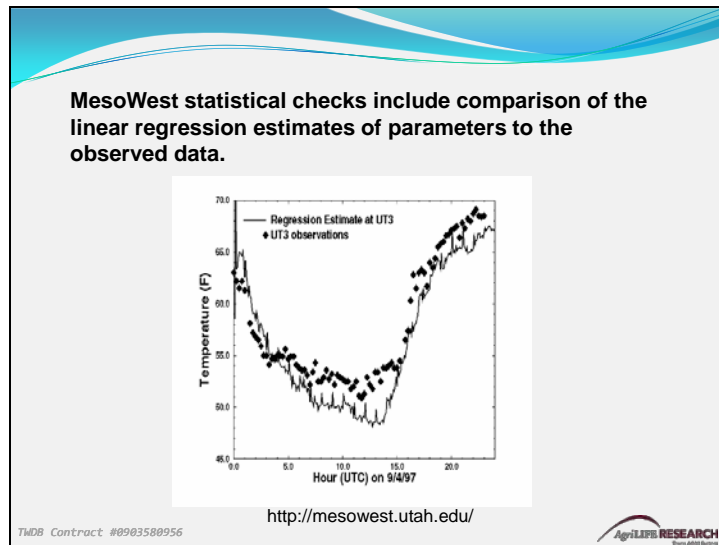 MesoWest statistical checks include comparison of the
linear regression estimates of parameters to the
observed data.
70.0
Regression Estimate at UT3
UT3 observations
65.0
60.0
Temperature (F)
55.0
50.0
45.0
0.0 5.0 10.0 15.0 20.0
Hour (UTC) on 9/4/97
http://mesowest.utah.edu/
TWDB Contract #0903580956
AgriLIFE RESEARCH